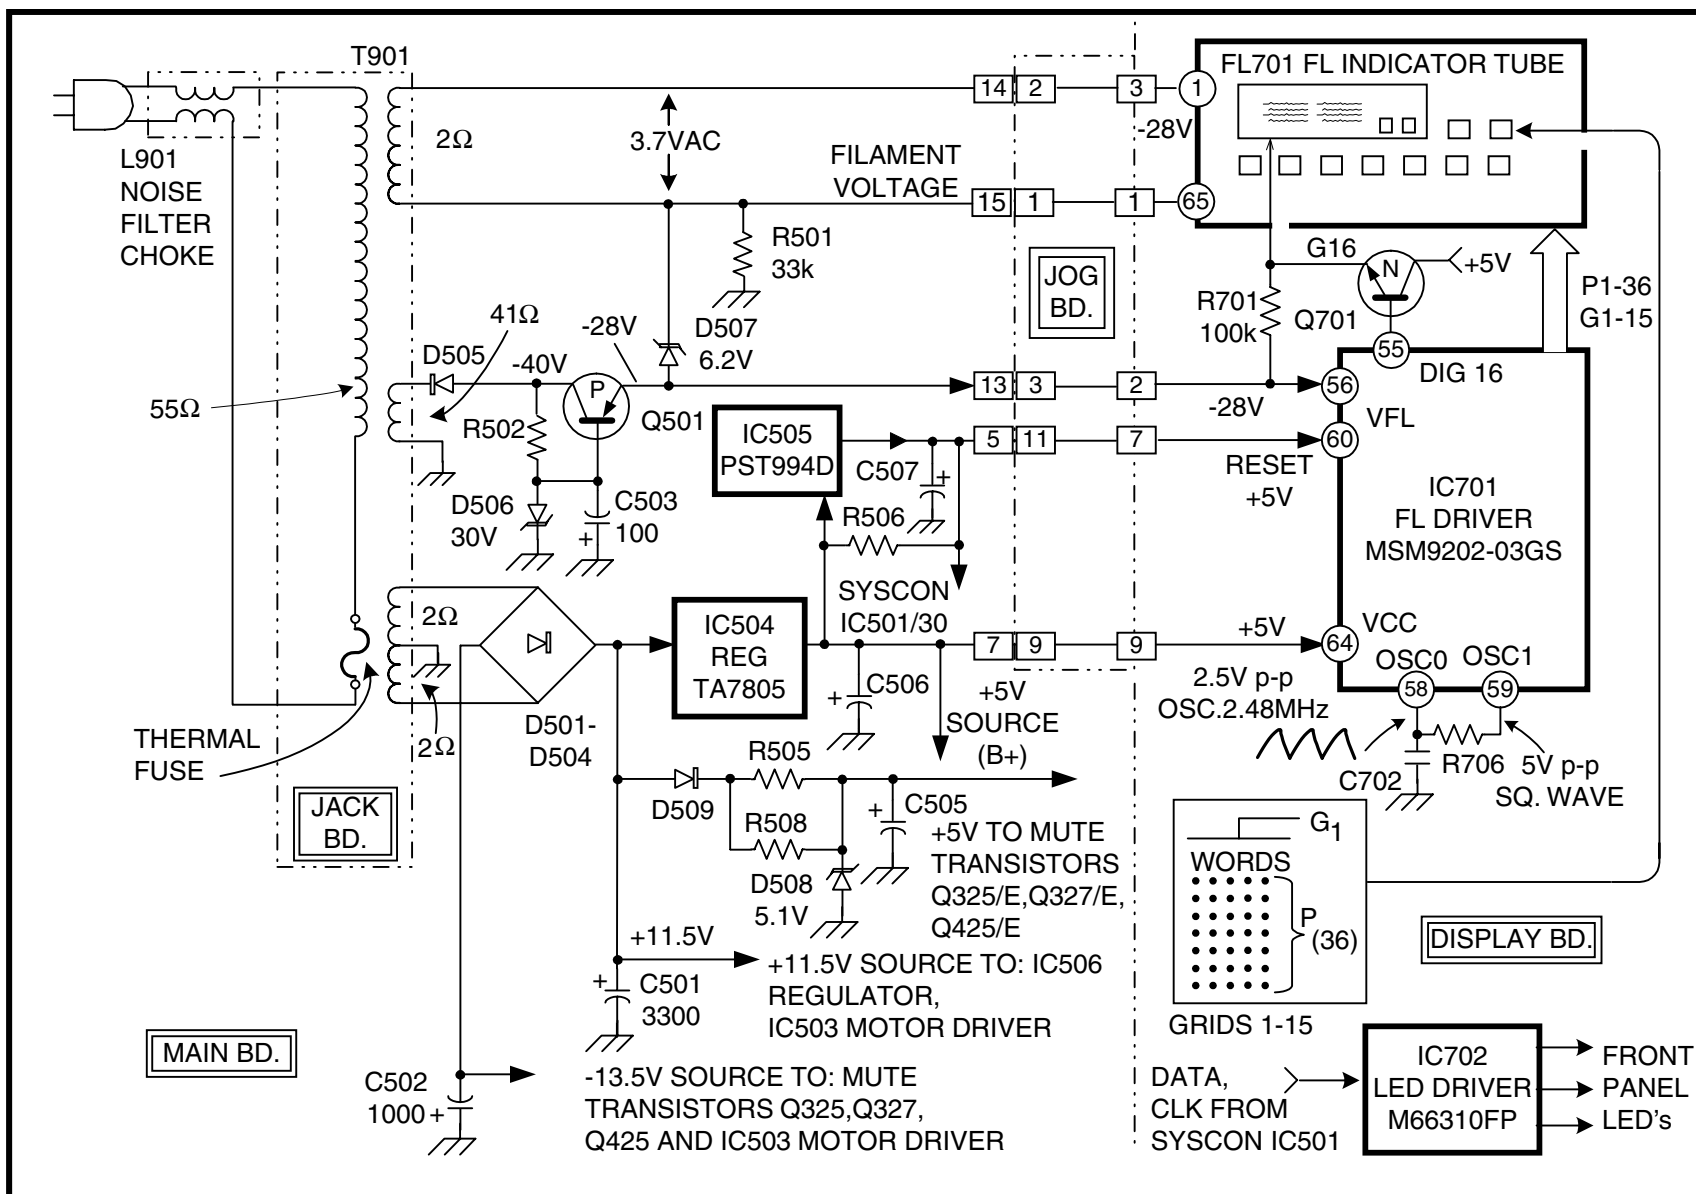 T901
L901
NOISE
FILTER
CHOKE
2Ω
3.7VAC
FILAMENT
VOLTAGE
14
2
3
1
-28V
15
1
1
65
FL701 FL INDICATOR TUBE
R501
33k
JOG
BD.
G16
N
+5V
R701
100k
Q701
P1-36
G1-15
55
DIG 16
55Ω
41Ω
D505
-40V
-28V
P
Q501
D507
6.2V
13
3
2
-28V
56
VFL
R502
D506
30V
C503
100
IC505
PST994D
C507
+
5
11
7
RESET
+5V
60
R506
SYSCON
IC501/30
IC701
FL DRIVER
MSM9202-03GS
2Ω
2Ω
THERMAL
FUSE
JACK
BD.
D501-
D504
IC504
REG
TA7805
+
C506
7
9
9
+5V
64
VCC
+5V
SOURCE
(B+)
2.5V p-p
OSC.2.48MHz
OSC0
OSC1
58
59
C702
R706
5V p-p
SQ. WAVE
D509
R505
R508
D508
5.1V
+
C505
+5V TO MUTE
TRANSISTORS
Q325/E,Q327/E,
Q425/E
G1
WORDS
P
(36)
GRIDS 1-15
DISPLAY BD.
+11.5V
+
C501
3300
+11.5V SOURCE TO: IC506
REGULATOR,
IC503 MOTOR DRIVER
MAIN BD.
C502
1000
+
-13.5V SOURCE TO: MUTE
TRANSISTORS Q325,Q327,
Q425 AND IC503 MOTOR DRIVER
DATA,
CLK FROM
SYSCON IC501
IC702
LED DRIVER
M66310FP
FRONT
PANEL
LED's
+